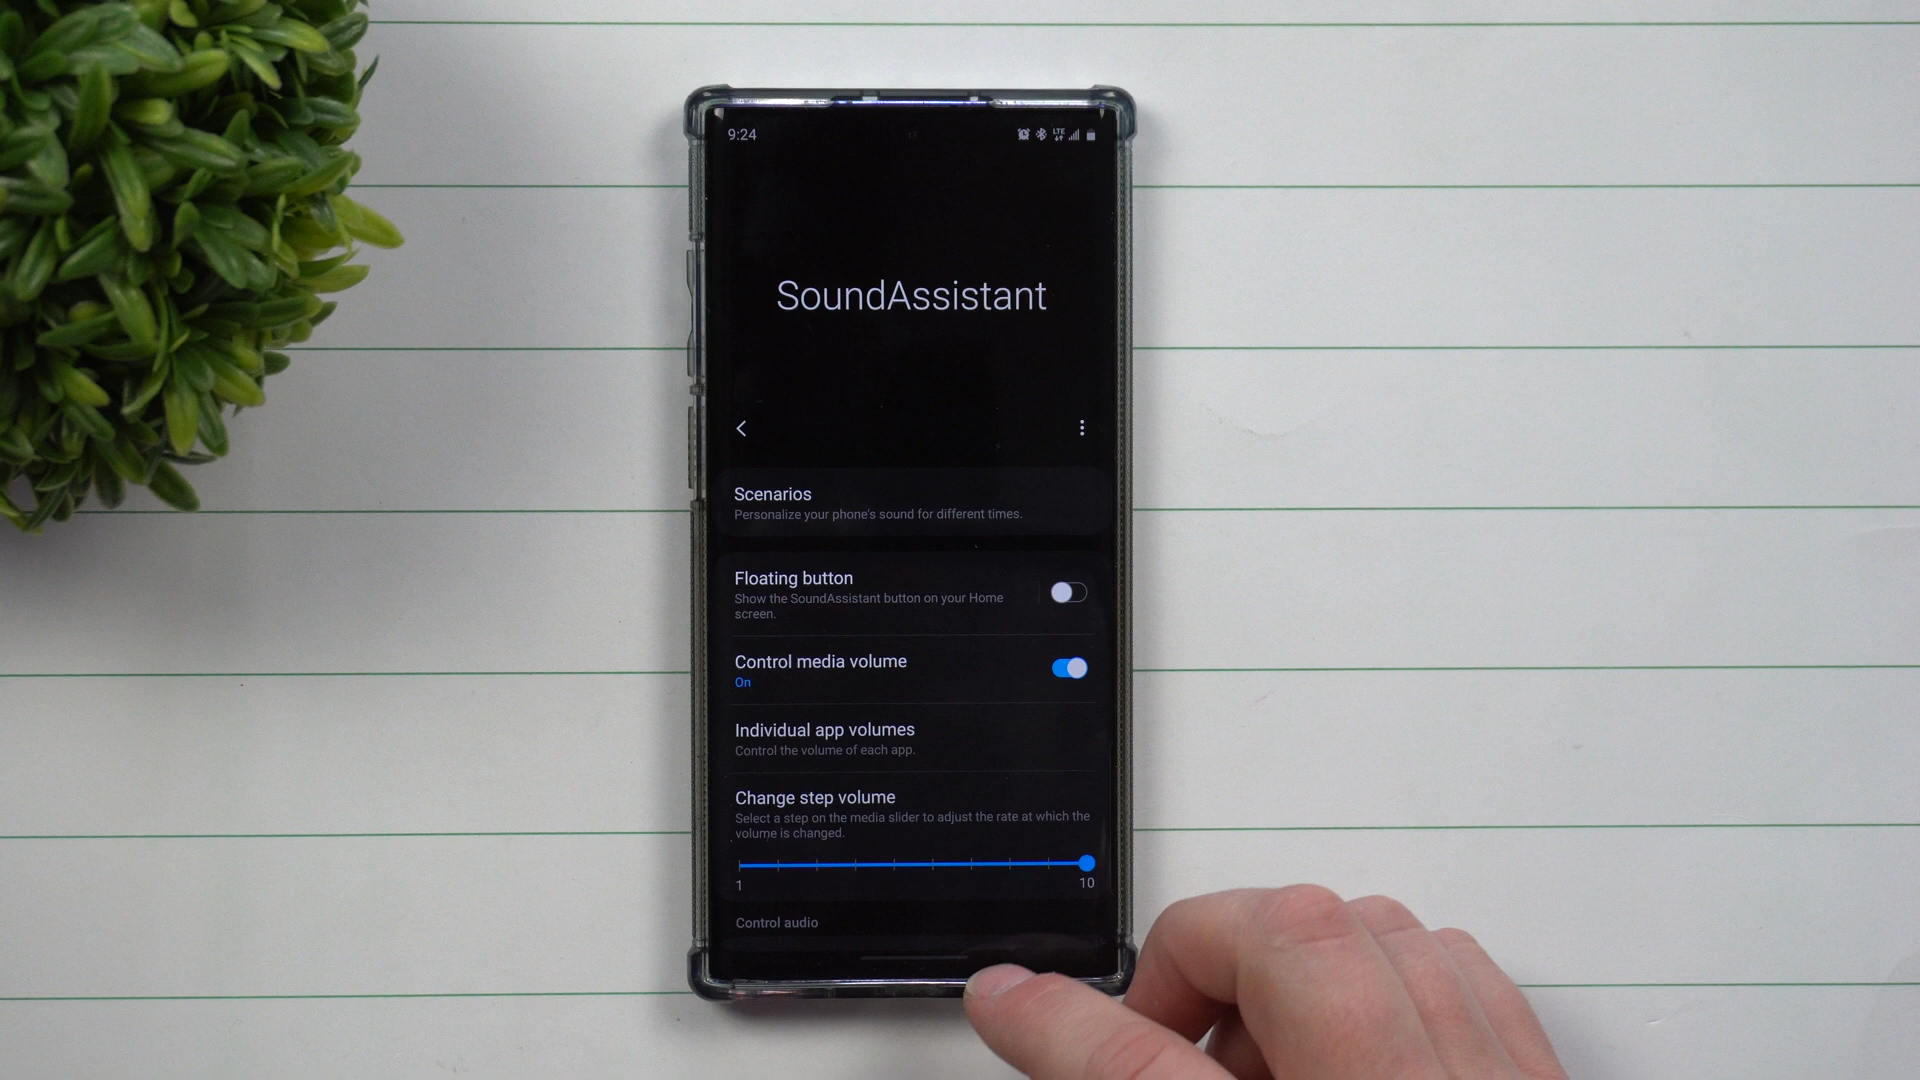 9:24
LTE
SoundAssistant
Scenarios
Personalize your phone's sound for different times.
Floating button
Show the SoundAssistant button on your Home
screen.
Control media volume
On
Individual app volumes
Control the volume of each app.
Change step volume
Select a step on the media slider to adjust the rate at which the
volume is changed.
1 10
Control audio